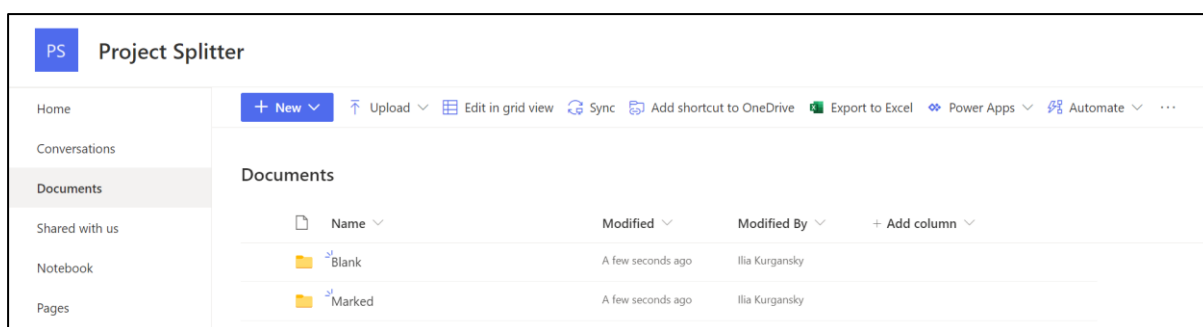 PS Project Splitter
Home
Conversations
Documents
Shared with us
Notebook
Pages
+ New Upload Edit in grid view Sync Add shortcut to OneDrive Export to Excel Power Apps Automate ...
Documents
Name Modified Modified By + Add column
Blank A few seconds ago Ilia Kurgansky
Marked A few seconds ago Ilia Kurgansky